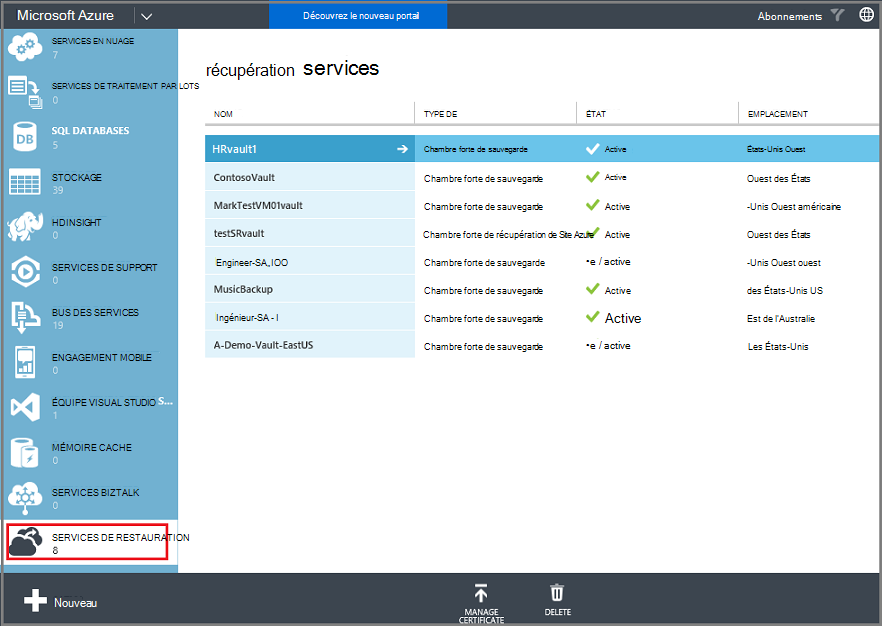 Microsoft Azure
Découvrez le nouveau portail
Abonnements
SERVICES EN NUAGE
7
SERVICES DE TRAITEMENT PAR LOTS
0
DB
SQL DATABASES
5
STOCKAGE
39
HDINSIGHT
0
SERVICES DE SUPPORT
0
BUS DES SERVICES
19
ENGAGEMENT MOBILE
0
ÉQUIPE VISUAL STUDIO S...
1
MÉMOIRE CACHE
0
SERVICES BIZTALK
0
SERVICES DE RESTAURATION
8
récupération services
NOM TYPE DE ÉTAT EMPLACEMENT
HRvault1 Chambre forte de sauvegarde Active États-Unis Ouest
ContosoVault Chambre forte de sauvegarde Active Ouest des États
MarkTestVM01vault Chambre forte de sauvegarde Active -Unis Ouest américaine
testSRvault Chambre forte de récupération de Site Azure Active Ouest des États
Engineer-SA,,IOO Chambre forte de sauvegarde •e / active -Unis Ouest ouest
MusicBackup Chambre forte de sauvegarde Active des États-Unis US
Ingénieur-SA - I Chambre forte de sauvegarde Active Est de l'Australie
A-Demo-Vault-EastUS Chambre forte de sauvegarde •e / active Les États-Unis
Nouveau
MANAGE
CERTIFICATE
DELETE